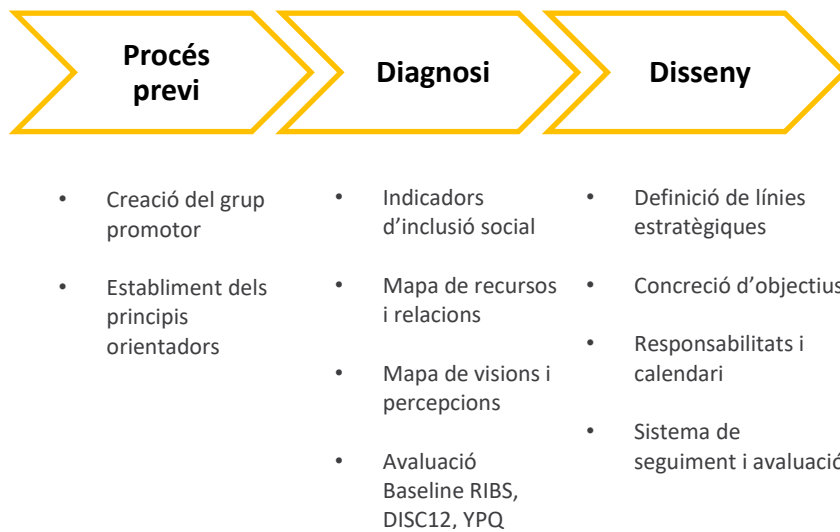 Procés
previ
Diagnosi
Disseny
• Creació del grup
promotor
• Establiment dels
principis
orientadors
• Indicadors
d’inclusió social
• Mapa de recursos
i relacions
• Mapa de visions i
percepcions
• Avaluació
Baseline RIBS,
DISC12, YPQ
• Definició de línies
estratègiques
• Concreció d’objectius
• Responsabilitats i
calendari
• Sistema de
seguiment i avaluació